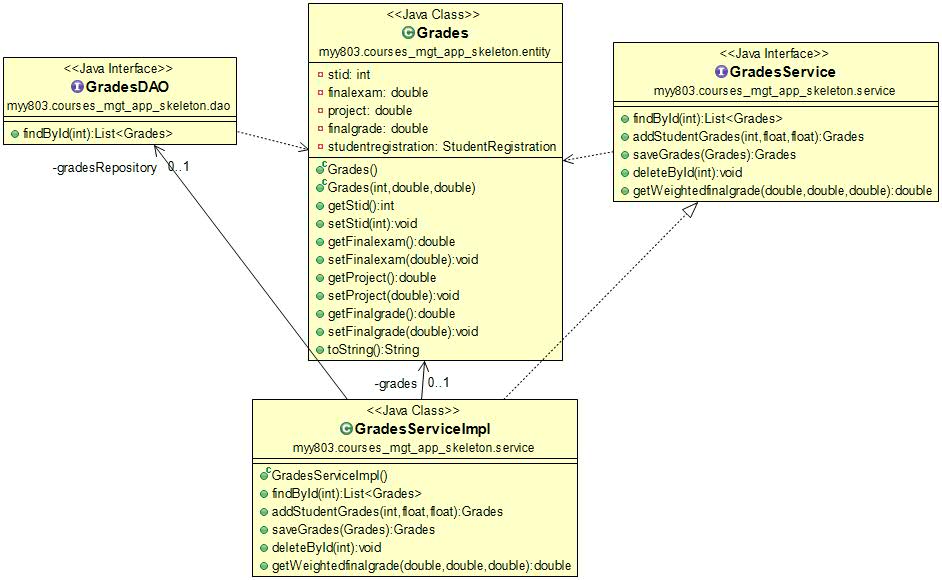 <<Java Class>>
Grades
myy803.courses_mgt_app_skeleton.entity
stid: int
finalexam: double
project: double
finalgrade: double
studentregistration: StudentRegistration
Grades()
Grades(int,double,double)
getStid():int
setStid(int):void
getFinalexam():double
setFinalexam(double):void
getProject():double
setProject(double):void
getFinalgrade():double
setFinalgrade(double):void
toString():String
<<Java Interface>>
GradesDAO
myy803.courses_mgt_app_skeleton.dao
findById(int):List<Grades>
<<Java Interface>>
GradesService
myy803.courses_mgt_app_skeleton.service
findById(int):List<Grades>
addStudentGrades(int,float,float):Grades
saveGrades(Grades):Grades
deleteById(int):void
getWeightedfinalgrade(double,double,double):double
-gradesRepository 0..1
-grades 0..1
<<Java Class>>
GradesServiceImpl
myy803.courses_mgt_app_skeleton.service
GradesServiceImpl()
findById(int):List<Grades>
addStudentGrades(int,float,float):Grades
saveGrades(Grades):Grades
deleteById(int):void
getWeightedfinalgrade(double,double,double):double